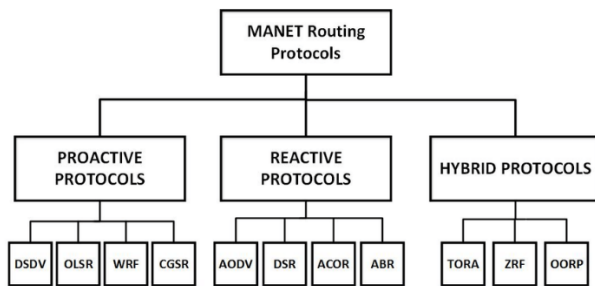 MANET Routing
Protocols
PROACTIVE
PROTOCOLS
REACTIVE
PROTOCOLS
HYBRID PROTOCOLS
DSDV
OLSR
WRF
CGSR
AODV
DSR
ACOR
ABR
TORA
ZRF
OORP